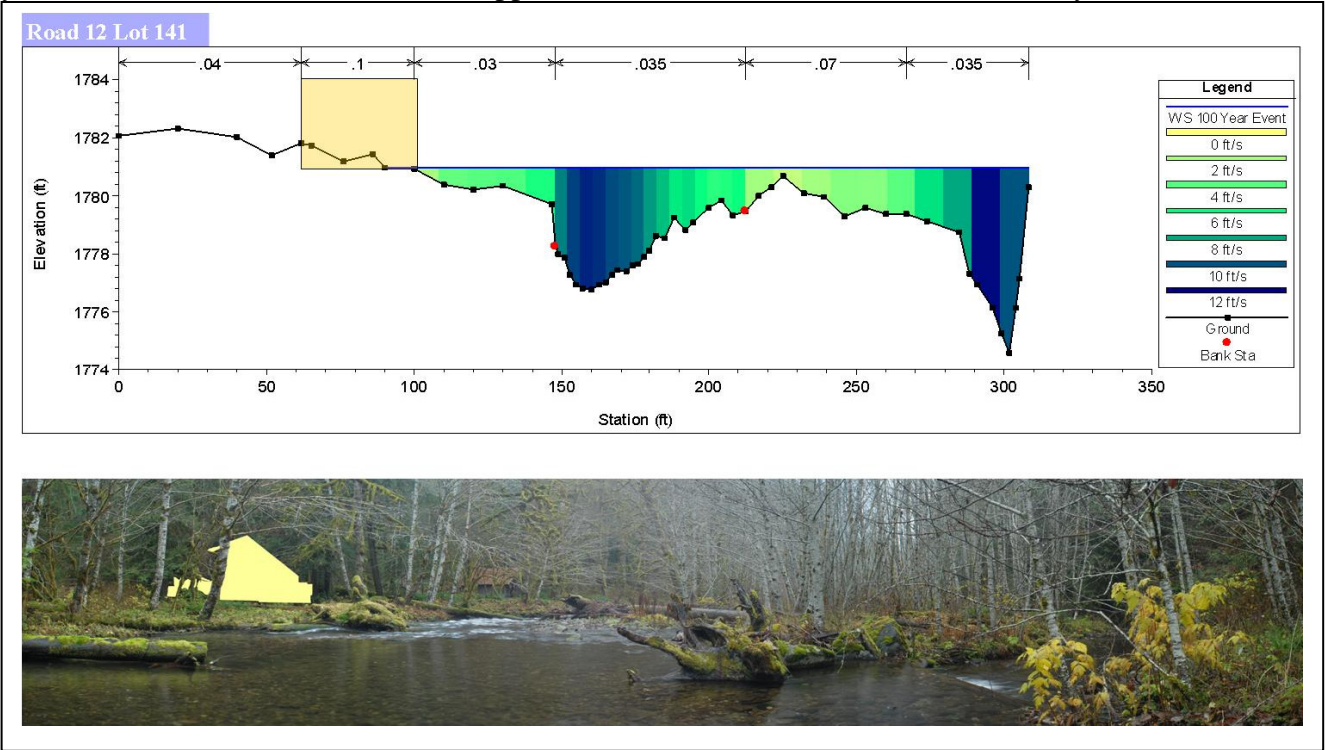 Road 12 Lot 141
.04 .1 .03 .035 .07 .035
1784
1782
1780
1778
1776
1774
Elevation (ft)
0 50 100 150 200 250 300 350
Station (ft)
Legend
WS 100 Year Event
0 ft/s
2 ft/s
4 ft/s
6 ft/s
8 ft/s
10 ft/s
12 ft/s
Ground
Bank Sta